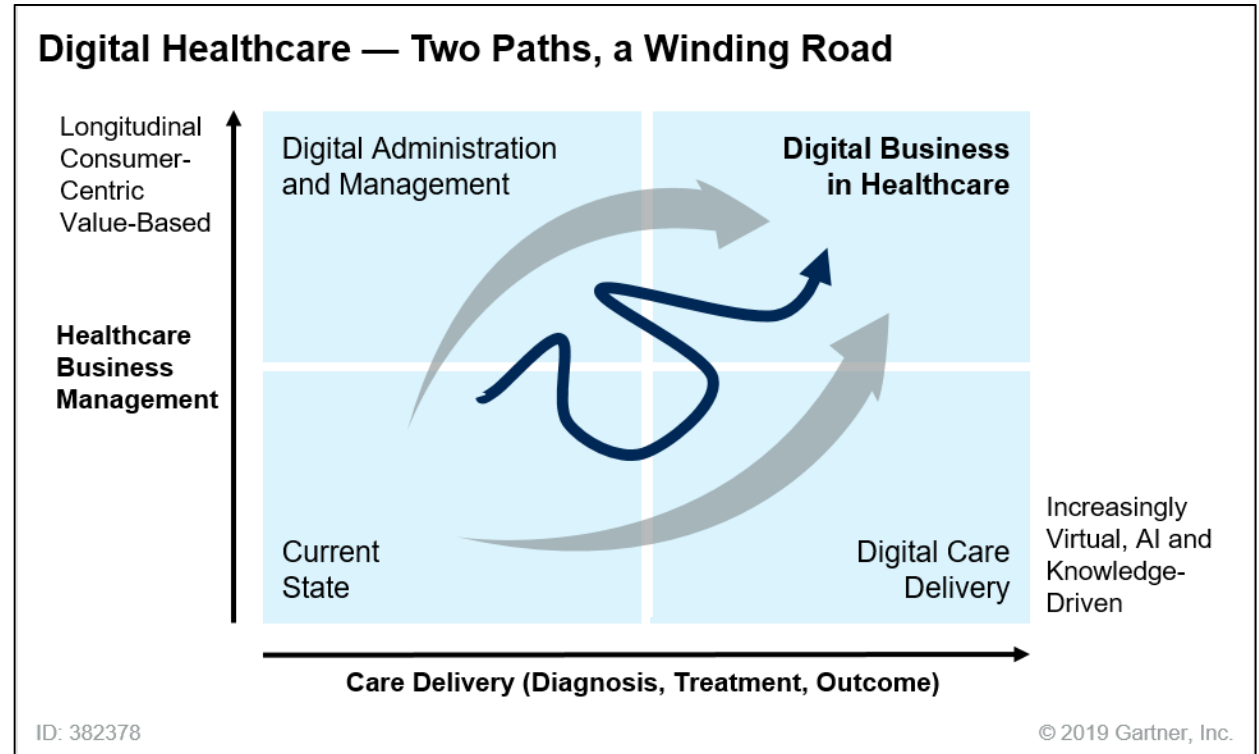 Digital Healthcare — Two Paths, a Winding Road
Longitudinal
Consumer-
Centric
Value-Based
Healthcare
Business
Management
Digital Administration
and Management
Digital Business
in Healthcare
Current
State
Digital Care
Delivery
Increasingly
Virtual, AI and
Knowledge-
Driven
Care Delivery (Diagnosis, Treatment, Outcome)
ID: 382378
© 2019 Gartner, Inc.